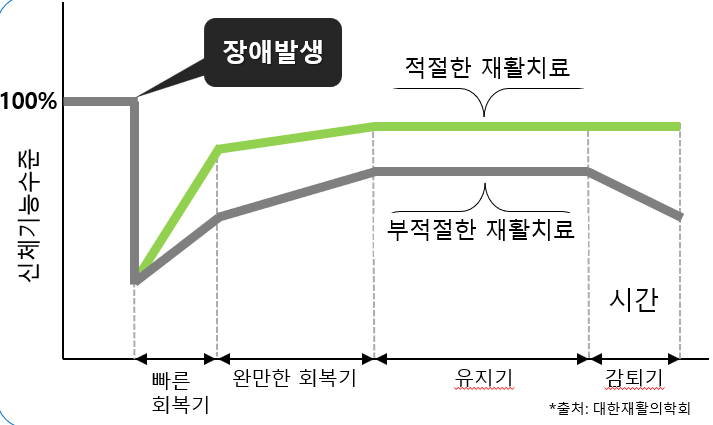 장애발생
적절한 재활치료
100%
신체기능수준
부적절한 재활치료
시간
빠른
회복기
완만한 회복기
유지기
감퇴기
*출처: 대한재활의학회